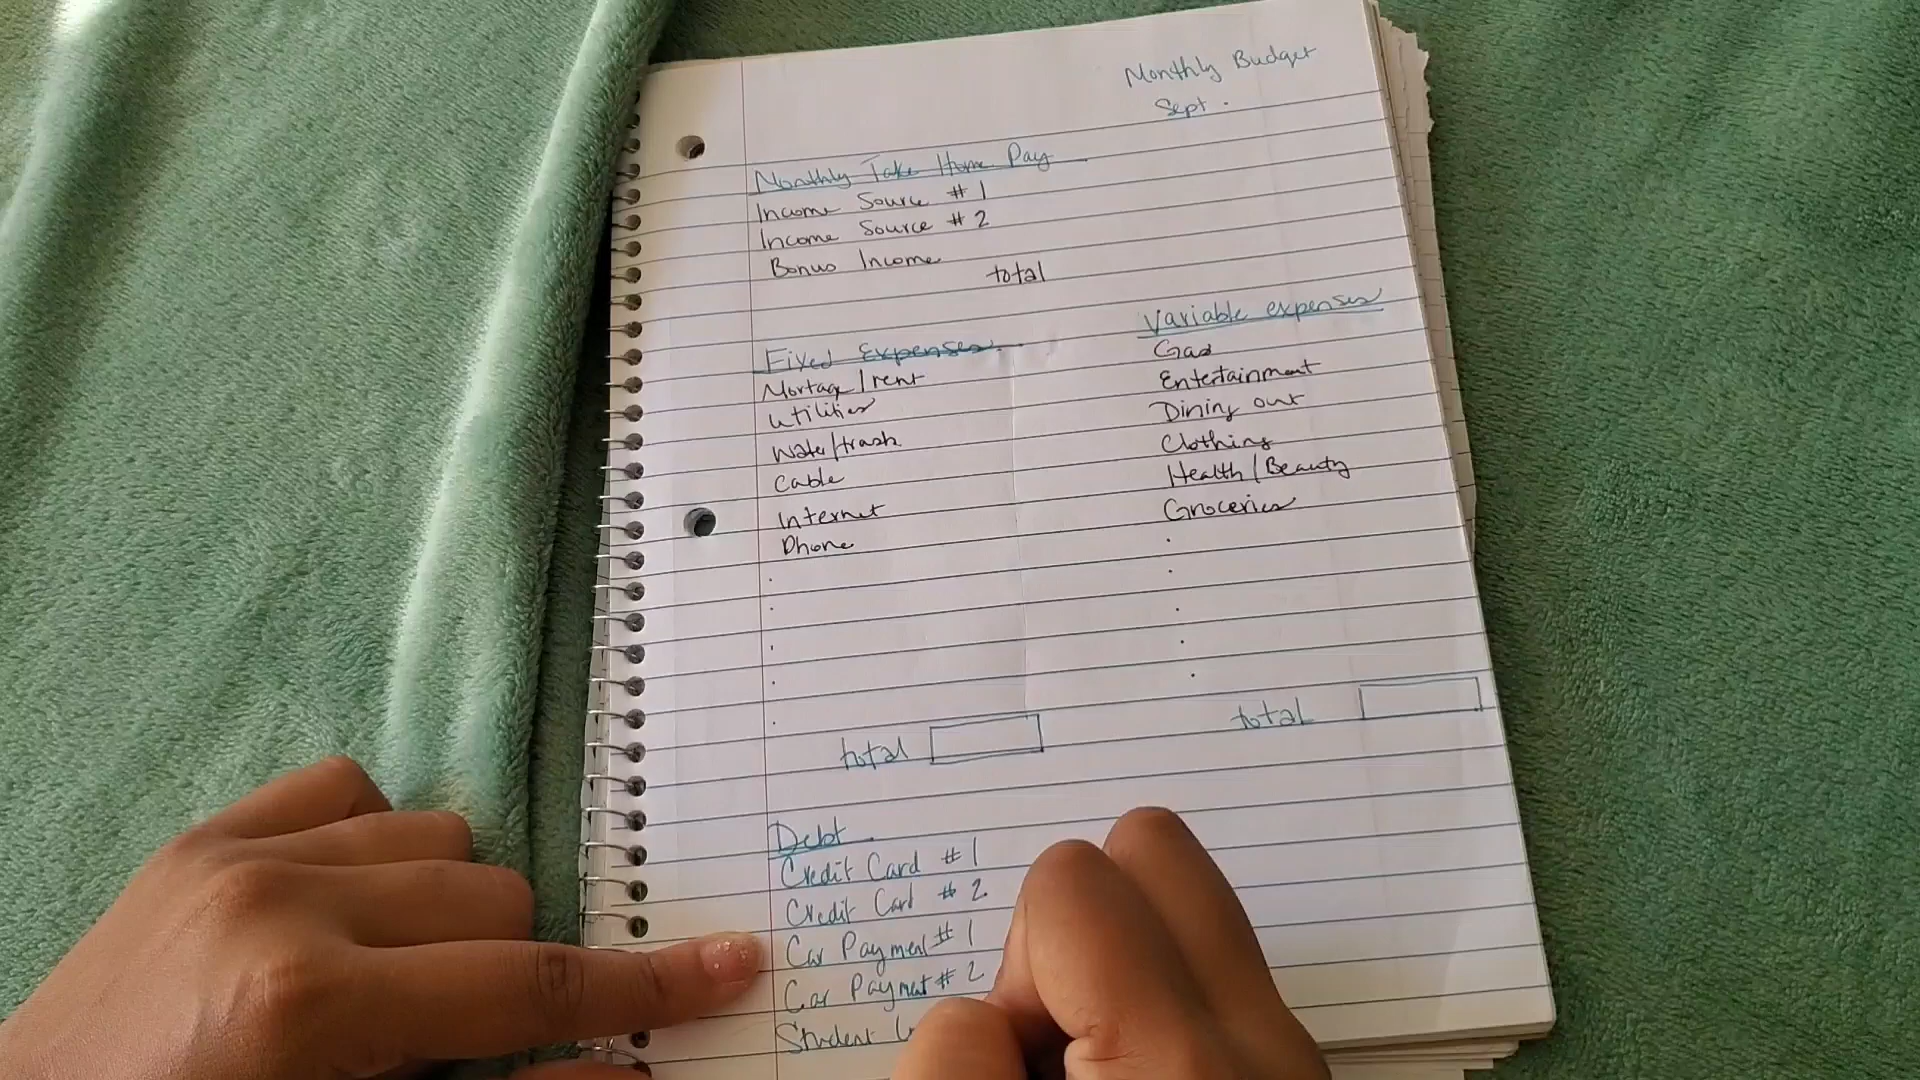 Monthly Budget
Sept.
Monthly Take Home Pay
Income Source #1
Income Source #2
Bonus Income
total
Fixed Expenses
Mortage/rent
Utilities
Water/trash
Cable
Internet
Phone
total
Variable expenses
Gas
Entertainment
Dining out
Clothing
Health/Beauty
Groceries
total
Debt
Credit Card #1
Credit Card #2
Car Payment #1
Car Paymnt #2
Student